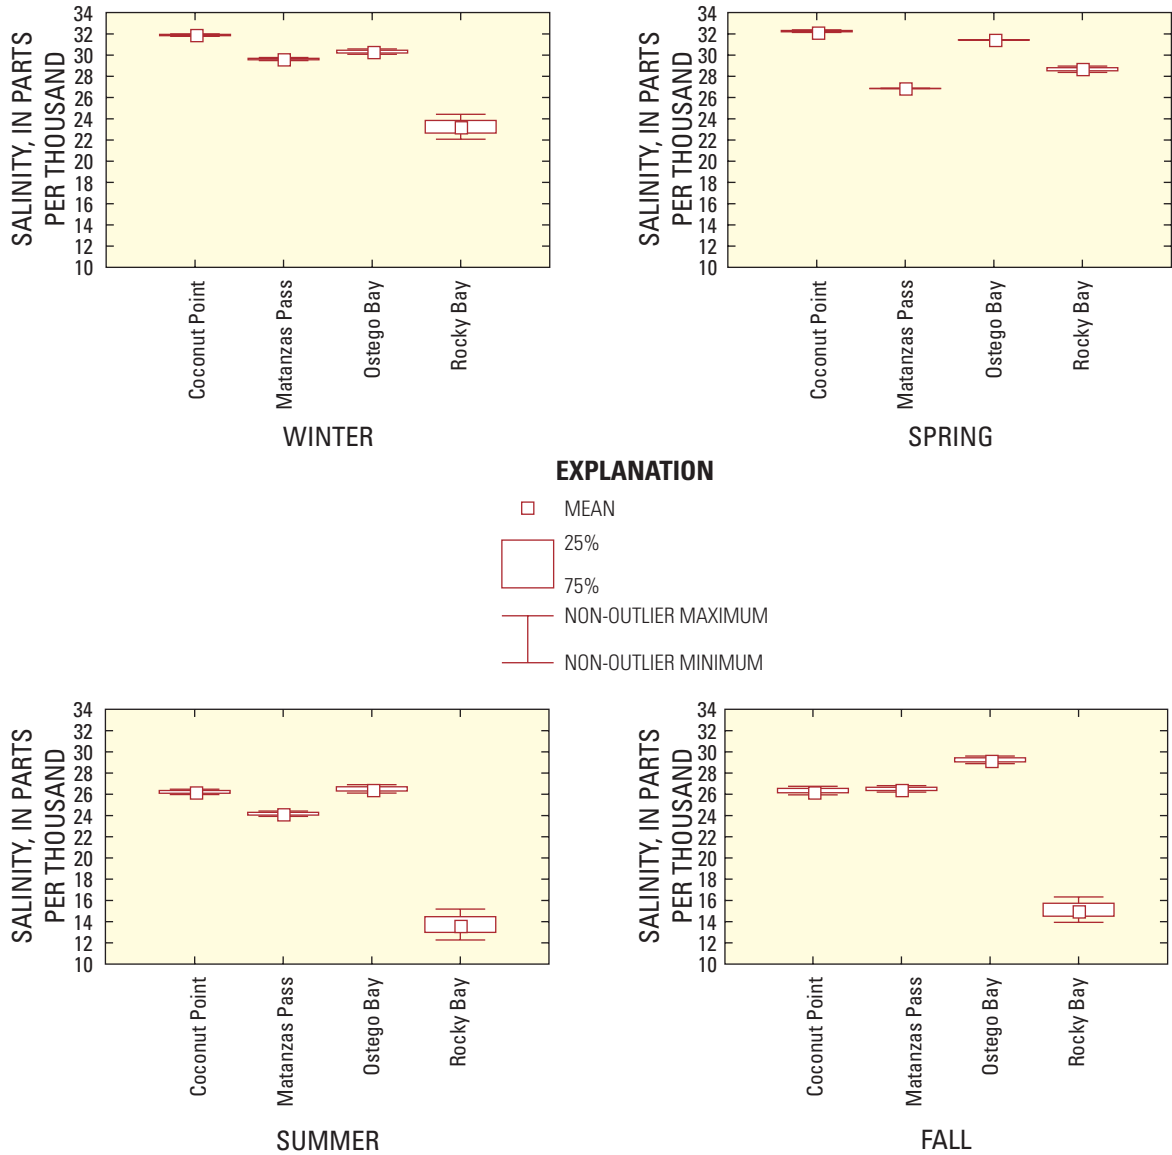 SALINITY, IN PARTS
PER THOUSAND
34
32
30
28
26
24
22
20
18
16
14
12
10
Coconut Point
Matanzas Pass
Ostego Bay
Rocky Bay
WINTER
SALINITY, IN PARTS
PER THOUSAND
34
32
30
28
26
24
22
20
18
16
14
12
10
Coconut Point
Matanzas Pass
Ostego Bay
Rocky Bay
SPRING
EXPLANATION
MEAN
25%
75%
NON-OUTLIER MAXIMUM
NON-OUTLIER MINIMUM
SALINITY, IN PARTS
PER THOUSAND
34
32
30
28
26
24
22
20
18
16
14
12
10
Coconut Point
Matanzas Pass
Ostego Bay
Rocky Bay
SUMMER
SALINITY, IN PARTS
PER THOUSAND
34
32
30
28
26
24
22
20
18
16
14
12
10
Coconut Point
Matanzas Pass
Ostego Bay
Rocky Bay
FALL